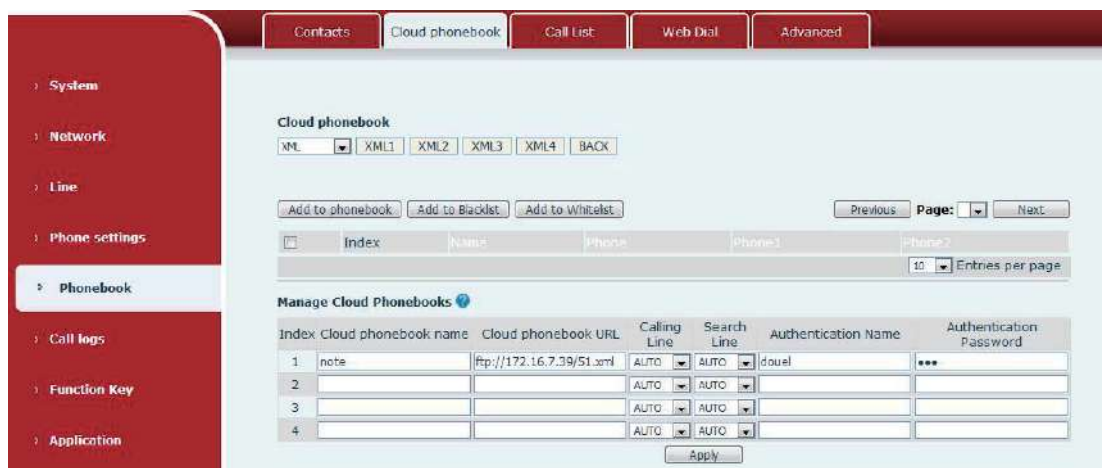 Contacts Cloud phonebook Call List Web Dial Advanced
System
Network
Line
Phone settings
Phonebook
Call logs
Function Key
Application
Cloud phonebook
XML XML1 XML2 XML3 XML4 BACK
Add to phonebook Add to Blacklist Add to Whitelist Previous Page: Next
Index Name Phone Phone1 Phone2
10 Entries per page
Manage Cloud Phonebooks
Index Cloud phonebook name Cloud phonebook URL Calling Line Search Line Authentication Name Authentication Password
1 note ftp://172.16.7.39/51.xml AUTO AUTO douel •••
2 AUTO AUTO
3 AUTO AUTO
4 AUTO AUTO
Apply